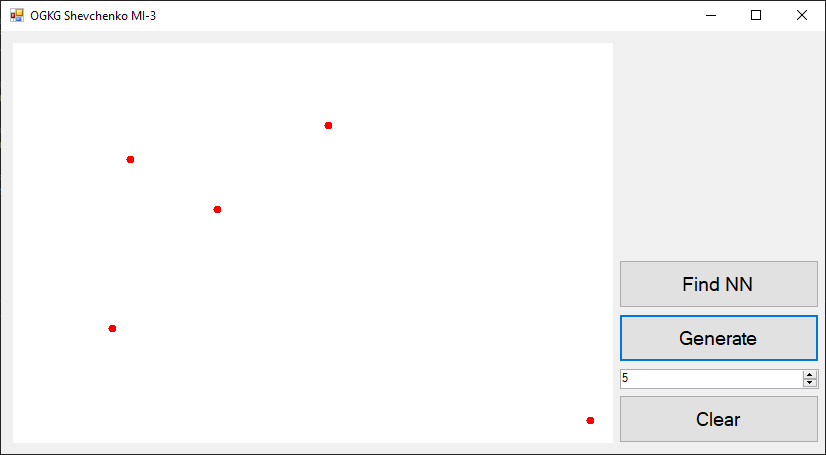 OGKG Shevchenko MI-3
Find NN
Generate
5
Clear